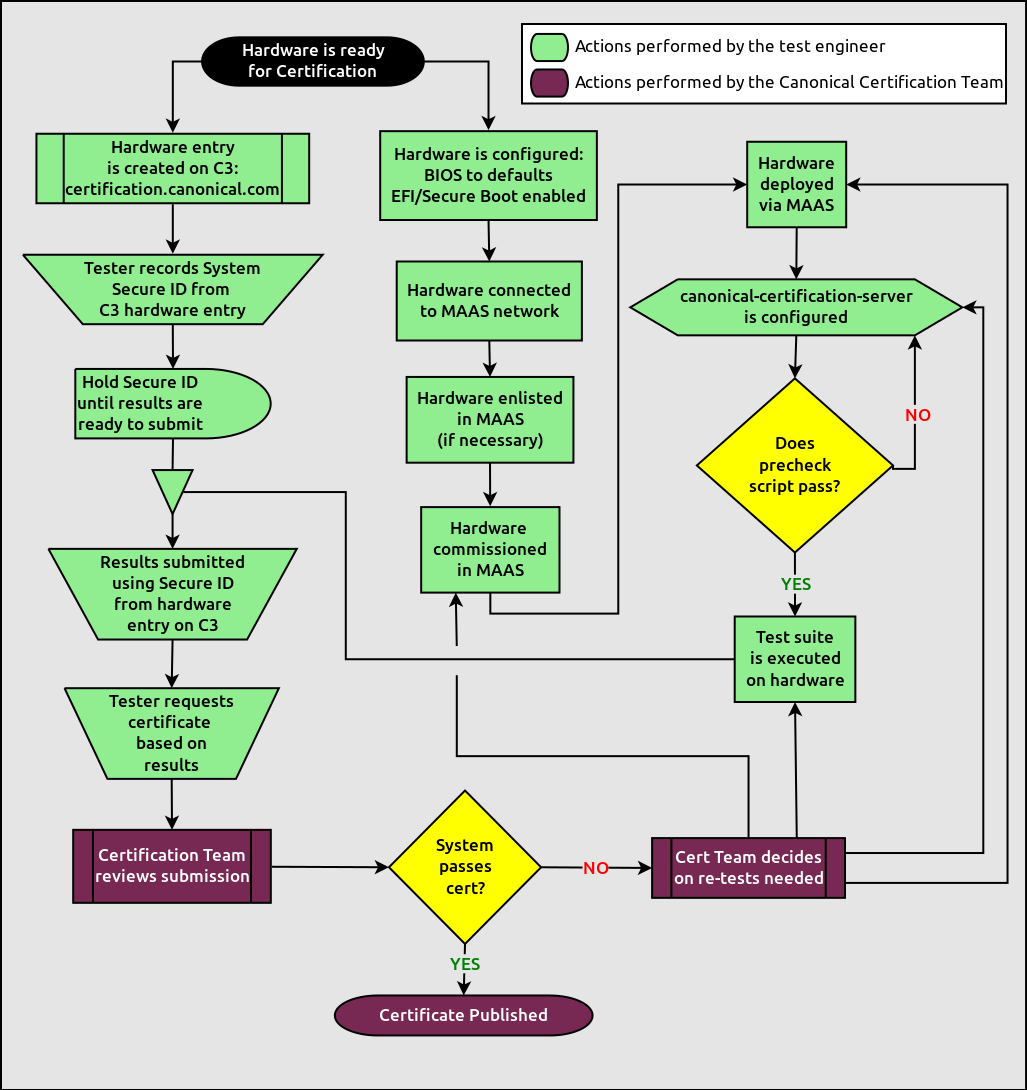 Hardware is ready
for Certification
Actions performed by the test engineer
Actions performed by the Canonical Certification Team
Hardware entry
is created on C3:
certification.canonical.com
Tester records System
Secure ID from
C3 hardware entry
Hold Secure ID
until results are
ready to submit
Results submitted
using Secure ID
from hardware
entry on C3
Tester requests
certificate
based on
results
Certification Team
reviews submission
Hardware is configured:
BIOS to defaults
EFI/Secure Boot enabled
Hardware connected
to MAAS network
Hardware enlisted
in MAAS
(if necessary)
Hardware
commissioned
in MAAS
Hardware
deployed
via MAAS
canonical-certification-server
is configured
Does
precheck
script pass?
NO
YES
Test suite
is executed
on hardware
System
passes
cert?
NO
Cert Team decides
on re-tests needed
YES
Certificate Published